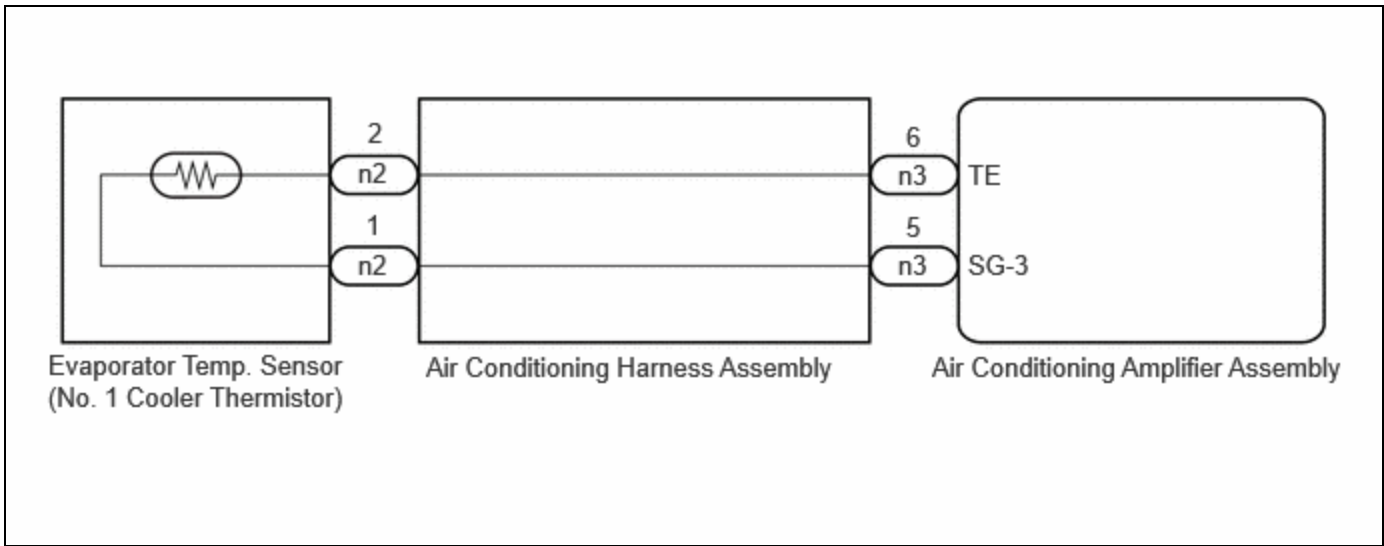 2
6
n2
n3
TE
1
5
n2
n3
SG-3
Evaporator Temp. Sensor
(No. 1 Cooler Thermistor)
Air Conditioning Harness Assembly
Air Conditioning Amplifier Assembly